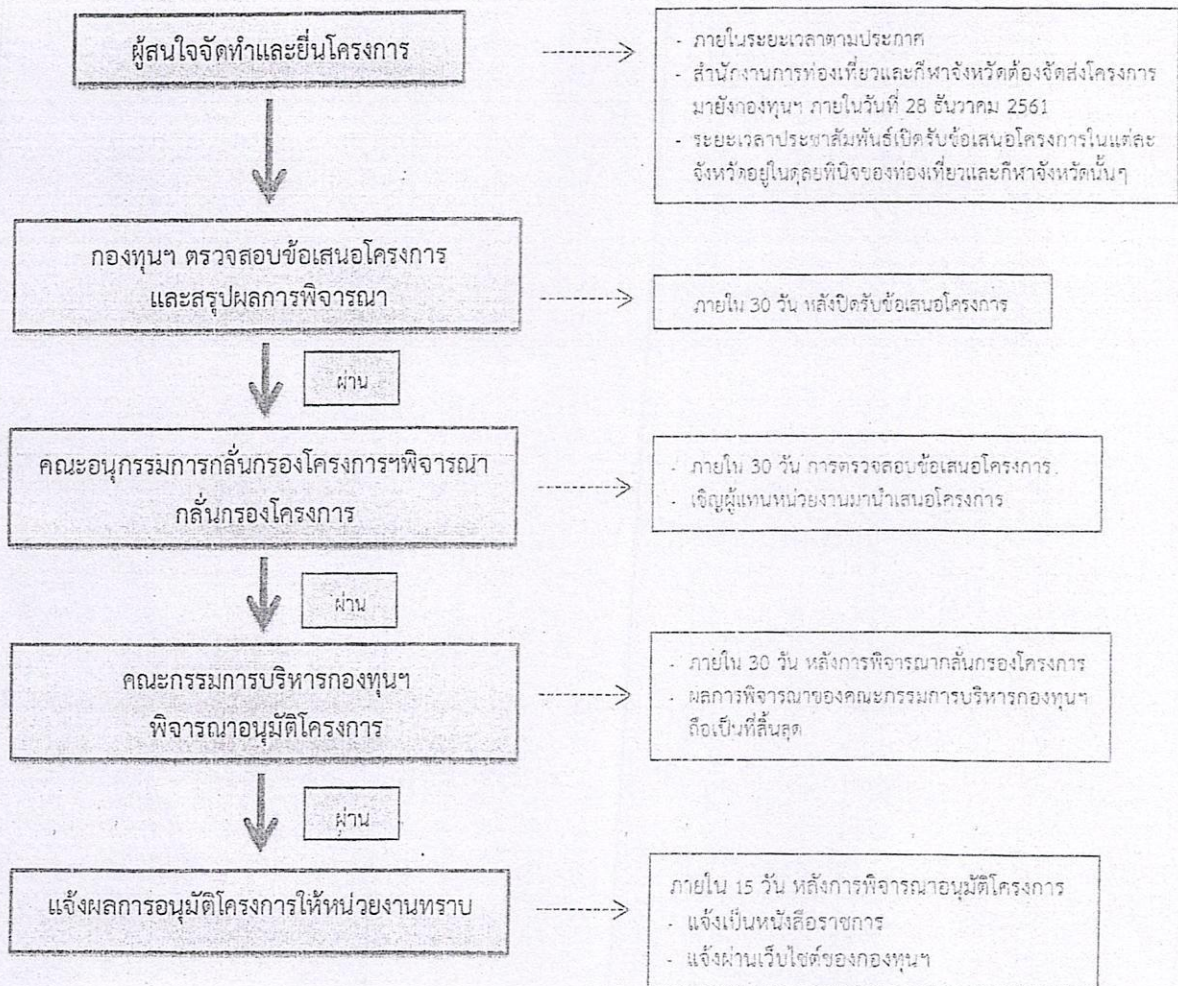 ผู้สนใจจัดทำและยื่นโครงการ
- ภายในระยะเวลาตามประกาศ
- สำนักงานการท่องเที่ยวและกีฬาจังหวัดต้องจัดส่งโครงการ
มายังกองทุนฯ ภายในวันที่ 28 ธันวาคม 2561
- ระยะเวลาประชาสัมพันธ์เปิดรับข้อเสนอโครงการในแต่ละ
จังหวัดอยู่ในดุลยพินิจของท่องเที่ยวและกีฬาจังหวัดนั้นๆ
กองทุนฯ ตรวจสอบข้อเสนอโครงการ
และสรุปผลการพิจารณา
ภายใน 30 วัน หลังปิดรับข้อเสนอโครงการ
ผ่าน
คณะอนุกรรมการกลั่นกรองโครงการฯพิจารณา
กลั่นกรองโครงการ
- ภายใน 30 วัน การตรวจสอบข้อเสนอโครงการ
- เชิญผู้แทนหน่วยงานมานำเสนอโครงการ
ผ่าน
คณะกรรมการบริหารกองทุนฯ
พิจารณาอนุมัติโครงการ
- ภายใน 30 วัน หลังการพิจารณากลั่นกรองโครงการ
- ผลการพิจารณาของคณะกรรมการบริหารกองทุนฯ
ถือเป็นที่สิ้นสุด
ผ่าน
แจ้งผลการอนุมัติโครงการให้หน่วยงานทราบ
ภายใน 15 วัน หลังการพิจารณาอนุมัติโครงการ
- แจ้งเป็นหนังสือราชการ
- แจ้งผ่านเว็บไซต์ของกองทุนฯ